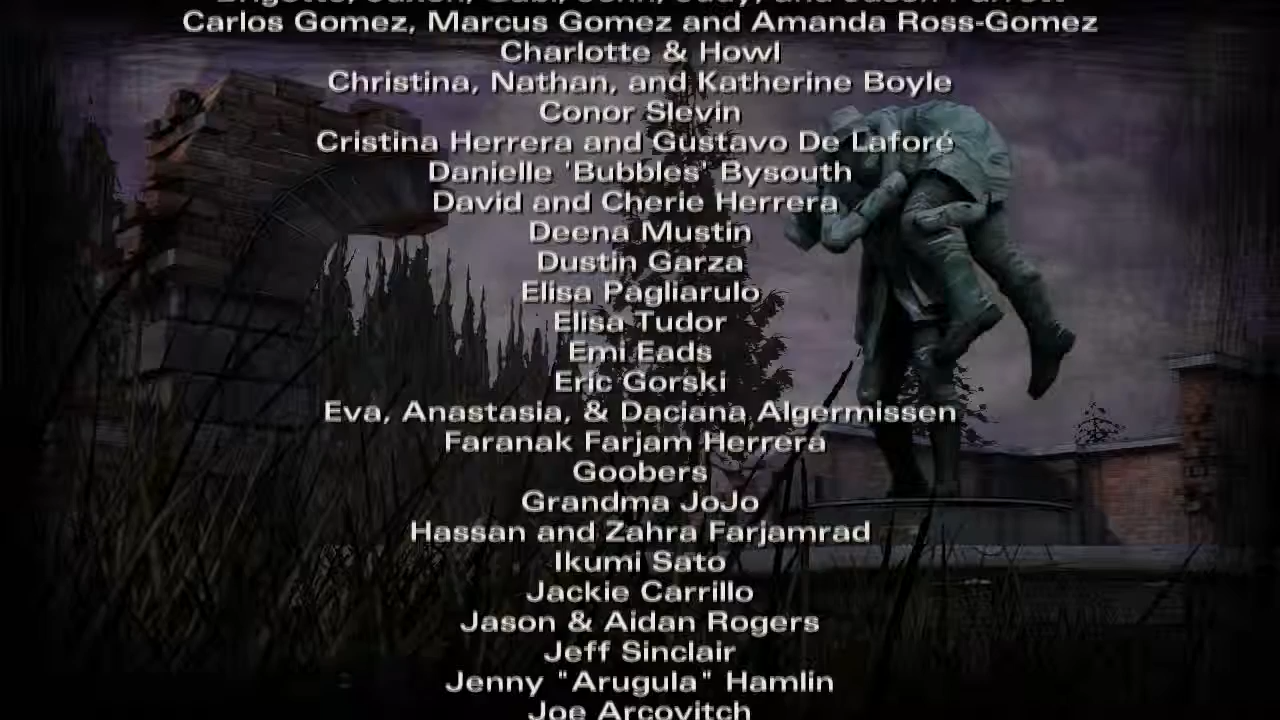 Carlos Gomez, Marcus Gomez and Amanda Ross-Gomez
Charlotte & Howl
Christina, Nathan, and Katherine Boyle
Conor Slevin
Cristina Herrera and Gustavo De Laforé
Danielle 'Bubbles' Bysouth
David and Cherie Herrera
Deena Mustin
Dustin Garza
Elisa Pagliarulo
Elisa Tudor
Emi Eads
Eric Gorski
Eva, Anastasia, & Daciana Algermissen
Faranak Farjam Herrera
Goobers
Grandma JoJo
Hassan and Zahra Farjamrad
Ikumi Sato
Jackie Carrillo
Jason & Aidan Rogers
Jeff Sinclair
Jenny "Arugula" Hamlin
Joe Arcovitch